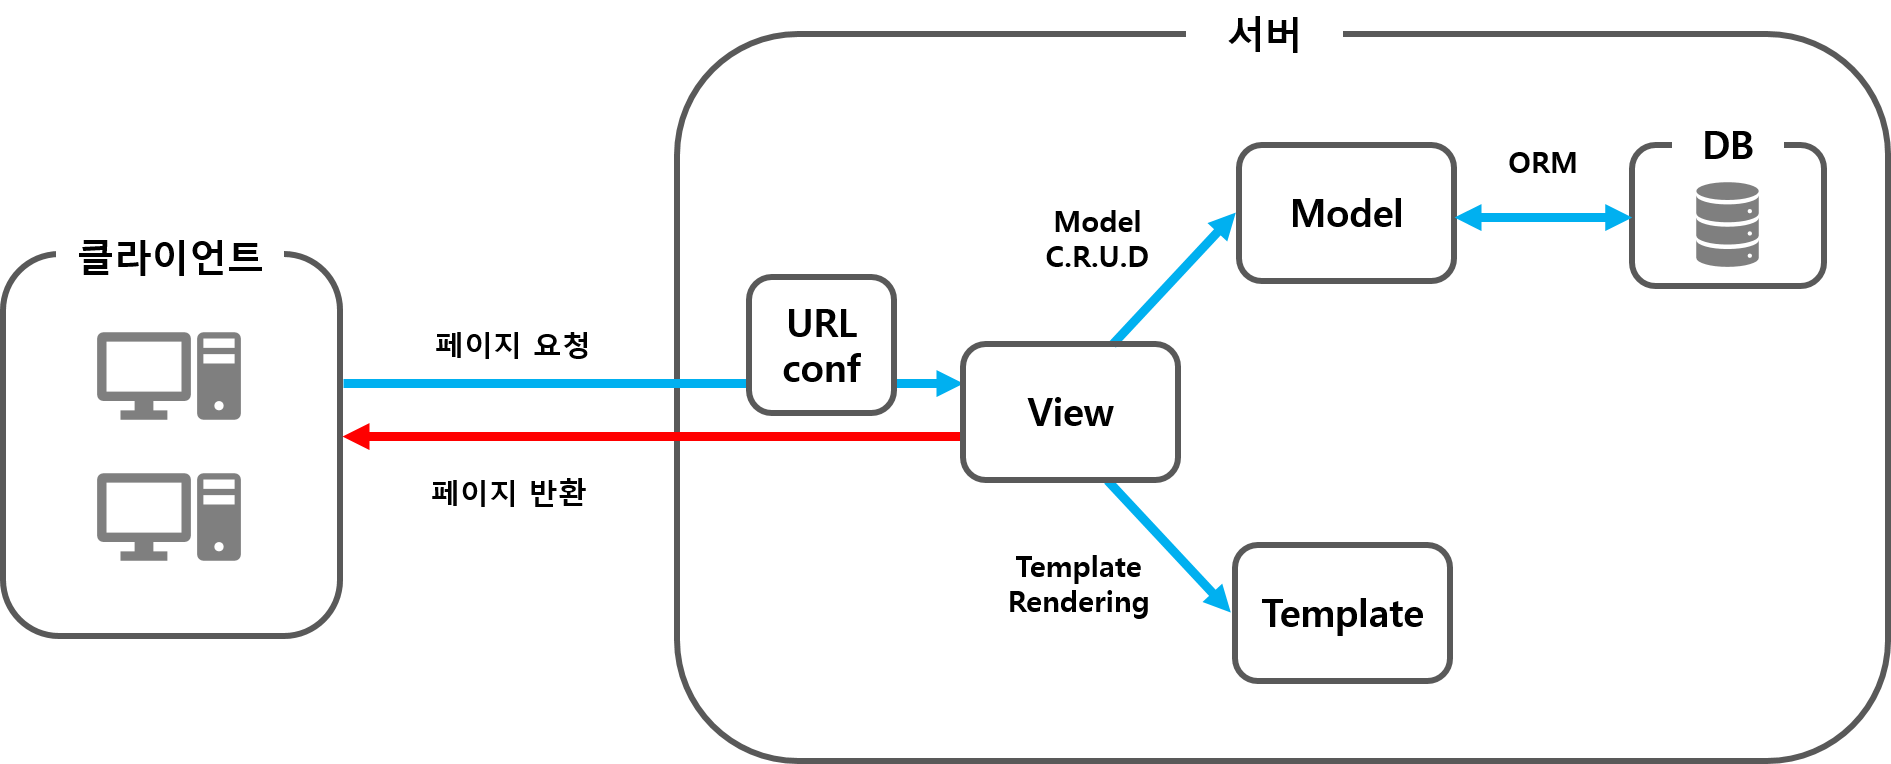 서버
클라이언트
페이지 요청
페이지 반환
URL
conf
View
Model
C.R.U.D
Model
ORM
DB
Template
Rendering
Template